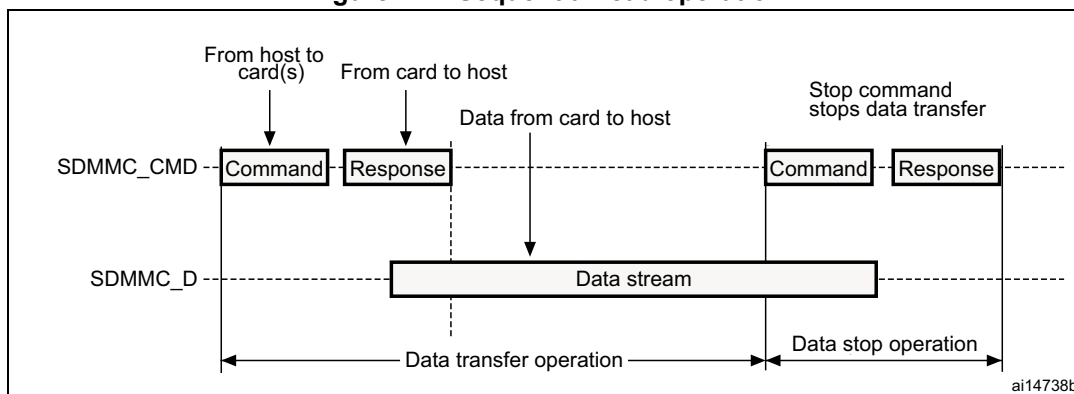 From host to
card(s)
From card to host
Data from card to host
Stop command
stops data transfer
SDMMC_CMD
Command
Response
Command
Response
SDMMC_D
Data stream
Data transfer operation
Data stop operation
ai14738b